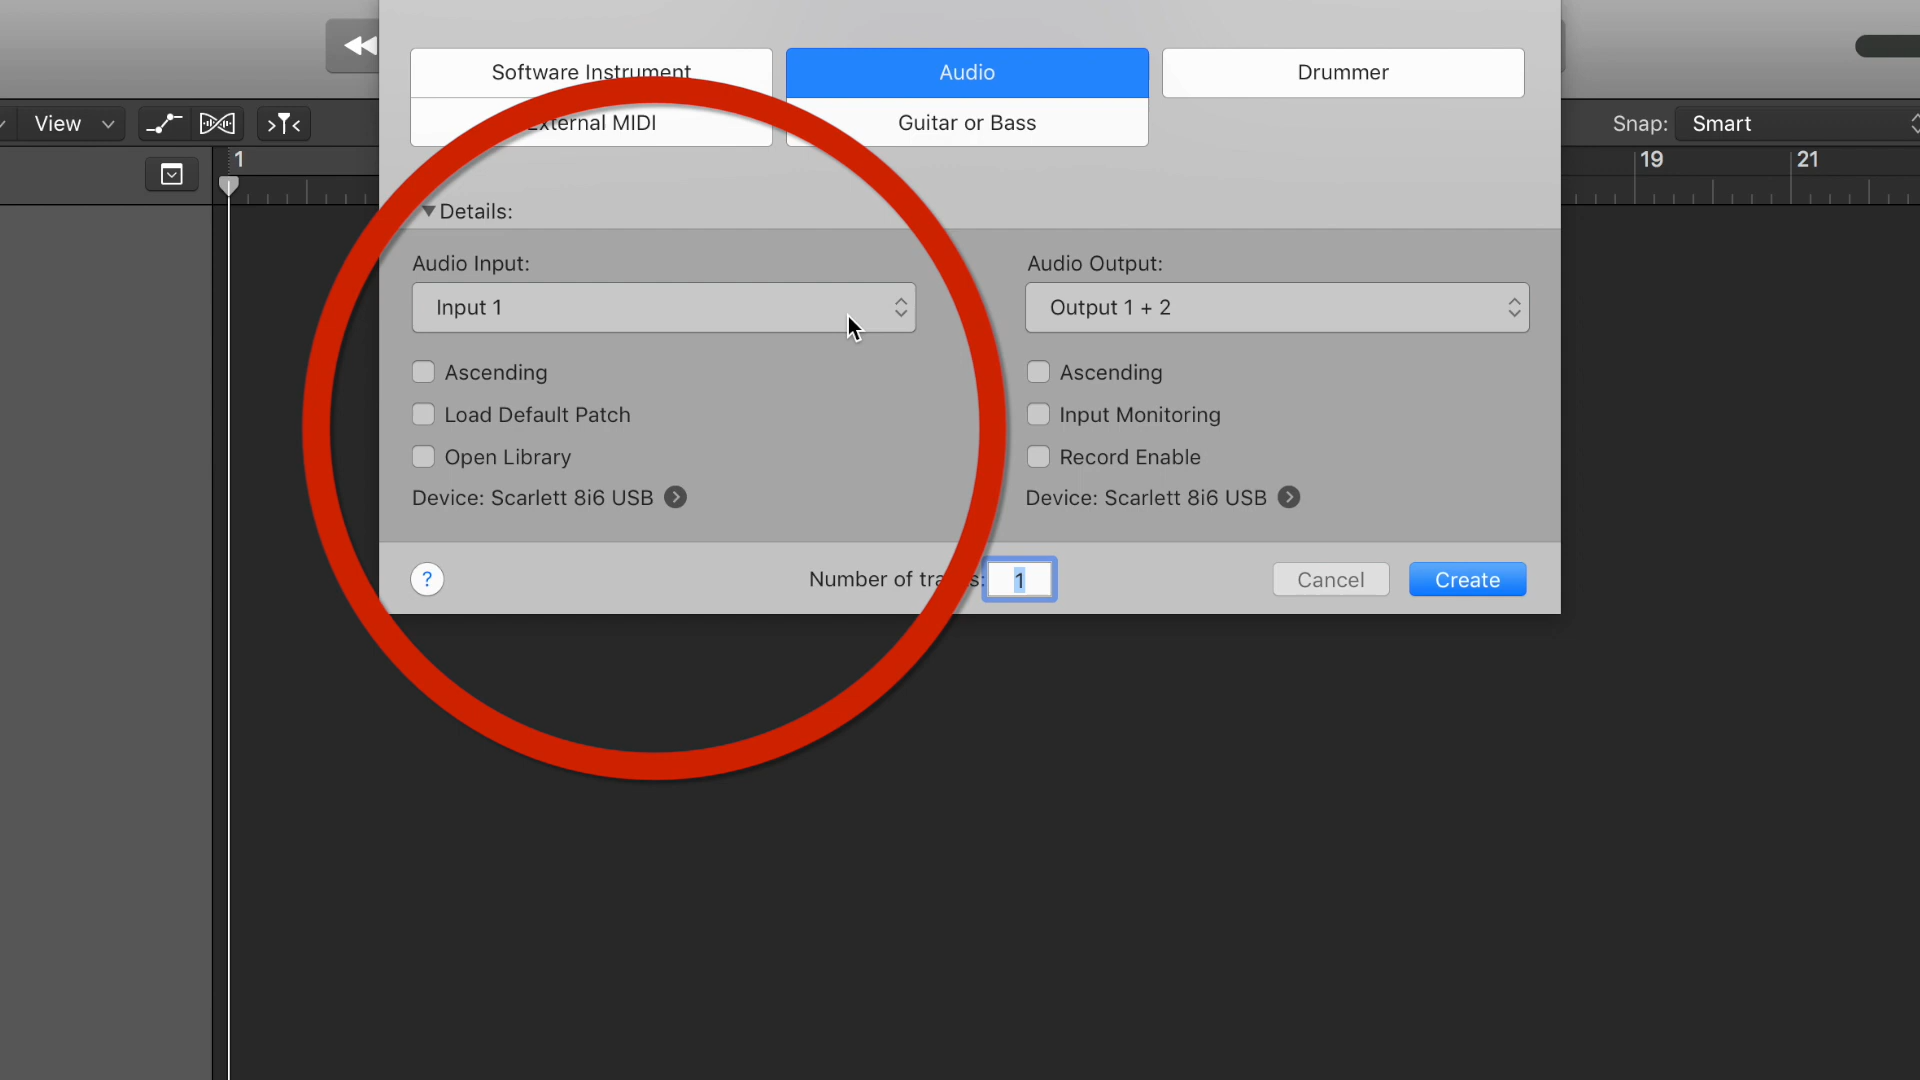 Software Instrument
Audio
Drummer
External MIDI
Guitar or Bass
View
Snap: Smart
1
19
21
Details:
Audio Input:
Audio Output:
Input 1
Output 1 + 2
Ascending
Ascending
Load Default Patch
Input Monitoring
Open Library
Record Enable
Device: Scarlett 8i6 USB
Device: Scarlett 8i6 USB
?
Number of tracks: 1
Cancel
Create